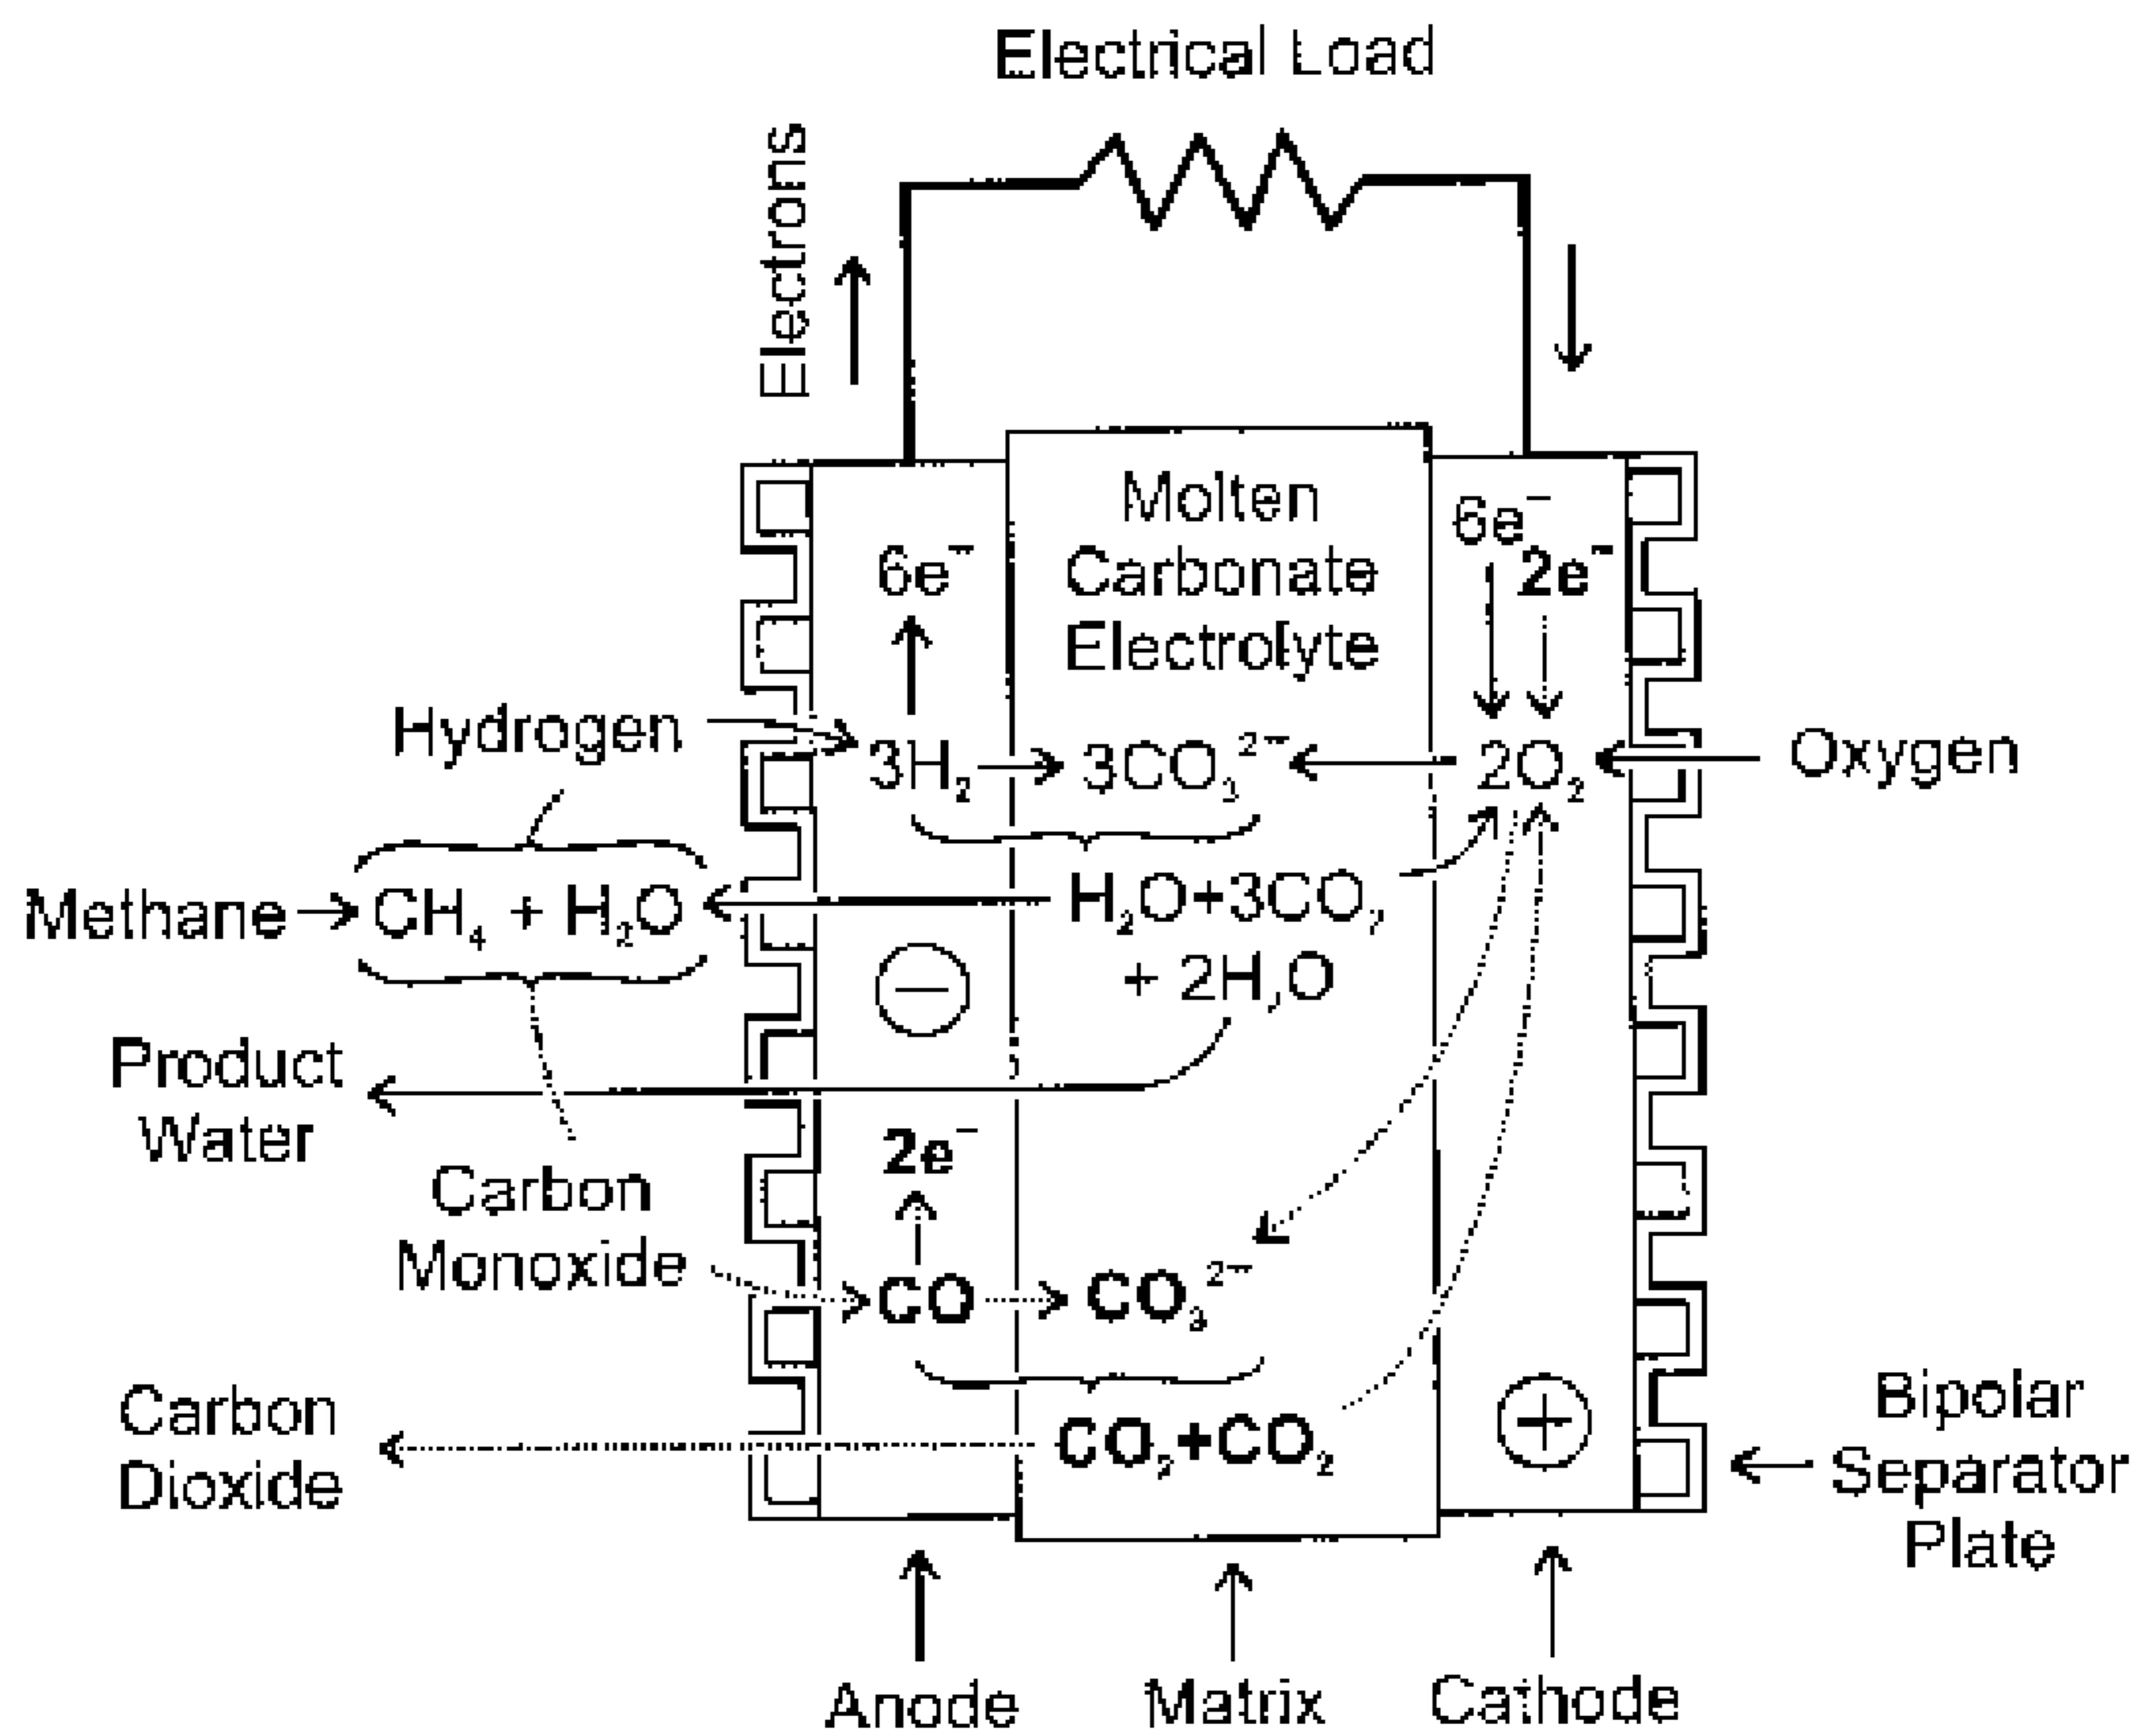 Electrical Load
Electrons
Molten
Carbonate
Electrolyte
6e⁻
6e⁻
2e⁻
Hydrogen
3H₂
3CO₃²⁻
2O₂
Oxygen
Methane
CH₄ + H₂O
H₂O+3CO₂
+ 2H₂O
−
Product
Water
2e⁻
Carbon
Monoxide
CO
CO₃²⁻
Carbon
Dioxide
CO₂+CO₂
+
Bipolar
Separator
Plate
Anode
Matrix
Cathode